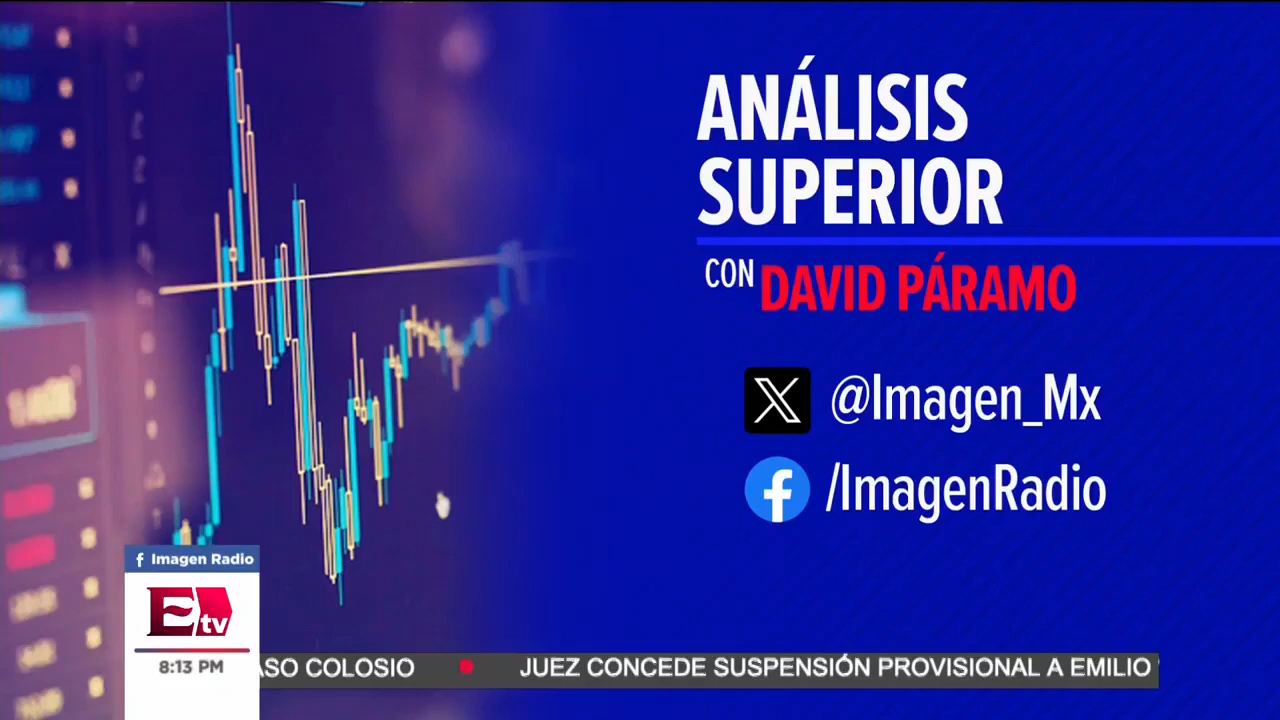 ANÁLISIS
SUPERIOR
CON DAVID PÁRAMO
@Imagen_Mx
/ImagenRadio
f Imagen Radio
Etv
8:13 PM
ASO COLOSIO • JUEZ CONCEDE SUSPENSIÓN PROVISIONAL A EMILIO